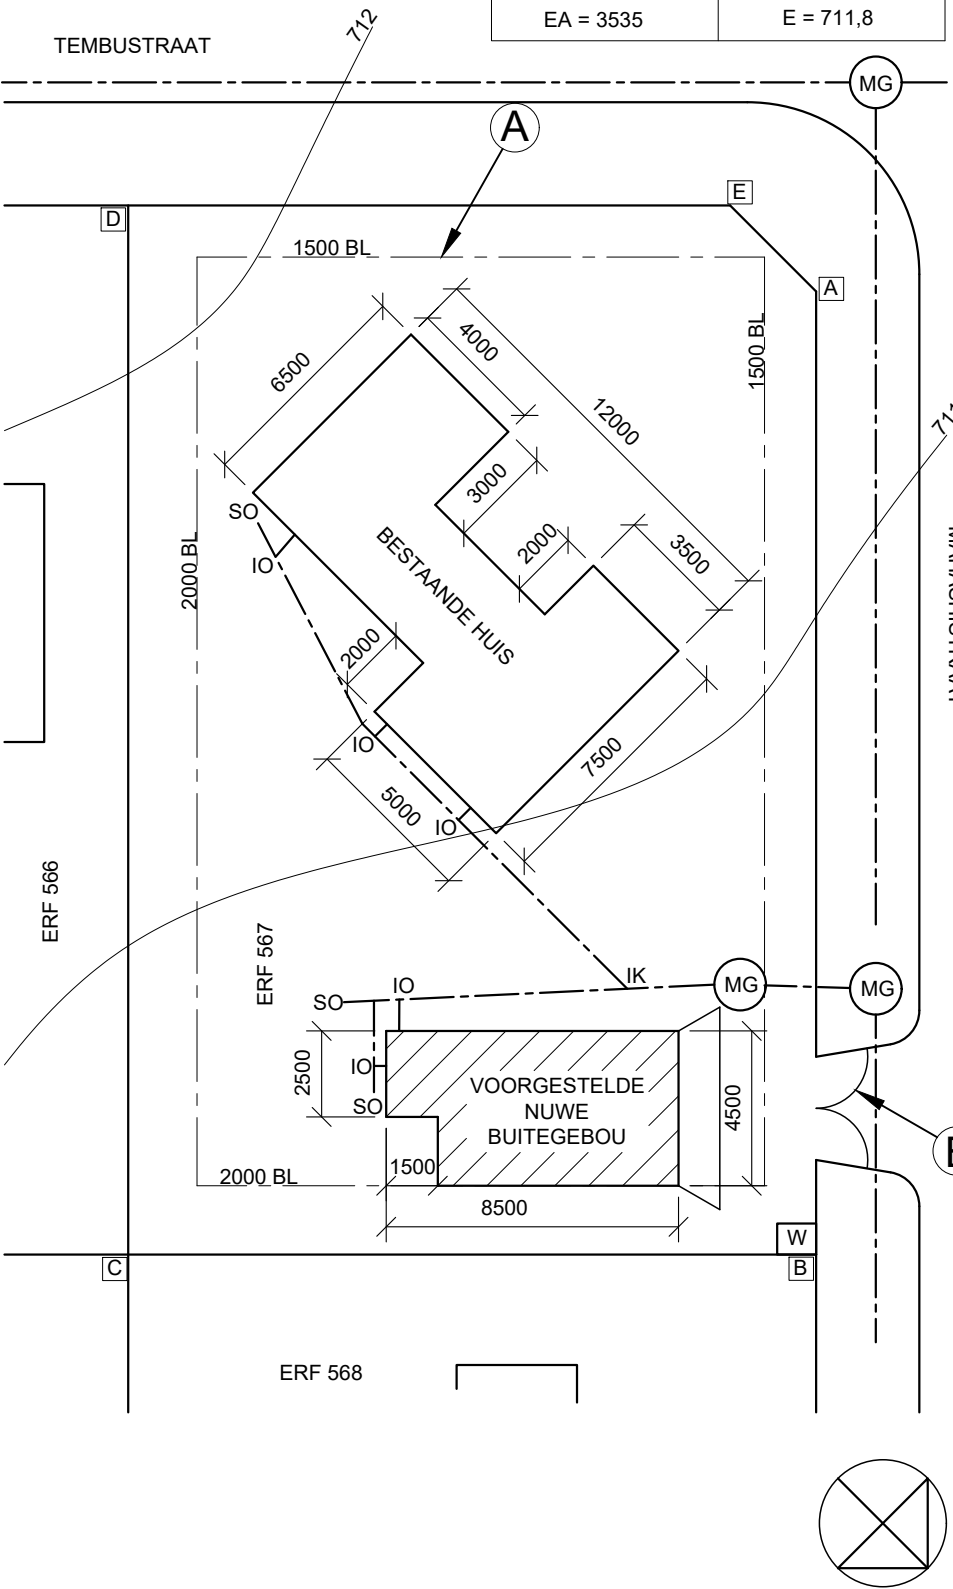 EA = 3535
E = 711,8
TEMBUSTRAAT
712
MG
A
E
D
1500 BL
A
1500 BL
4000
6500
12000
711
3000
SO
2000
3500
IO
BESTAANDE HUIS
2000 BL
2000
IO
7500
5000
IO
ERF 566
ERF 567
IK
MG
MG
IO
SO
2500
IO
SO
VOORGESTELDE
NUWE
BUITEGEBOU
4500
1500
2000 BL
8500
W
C
B
ERF 568